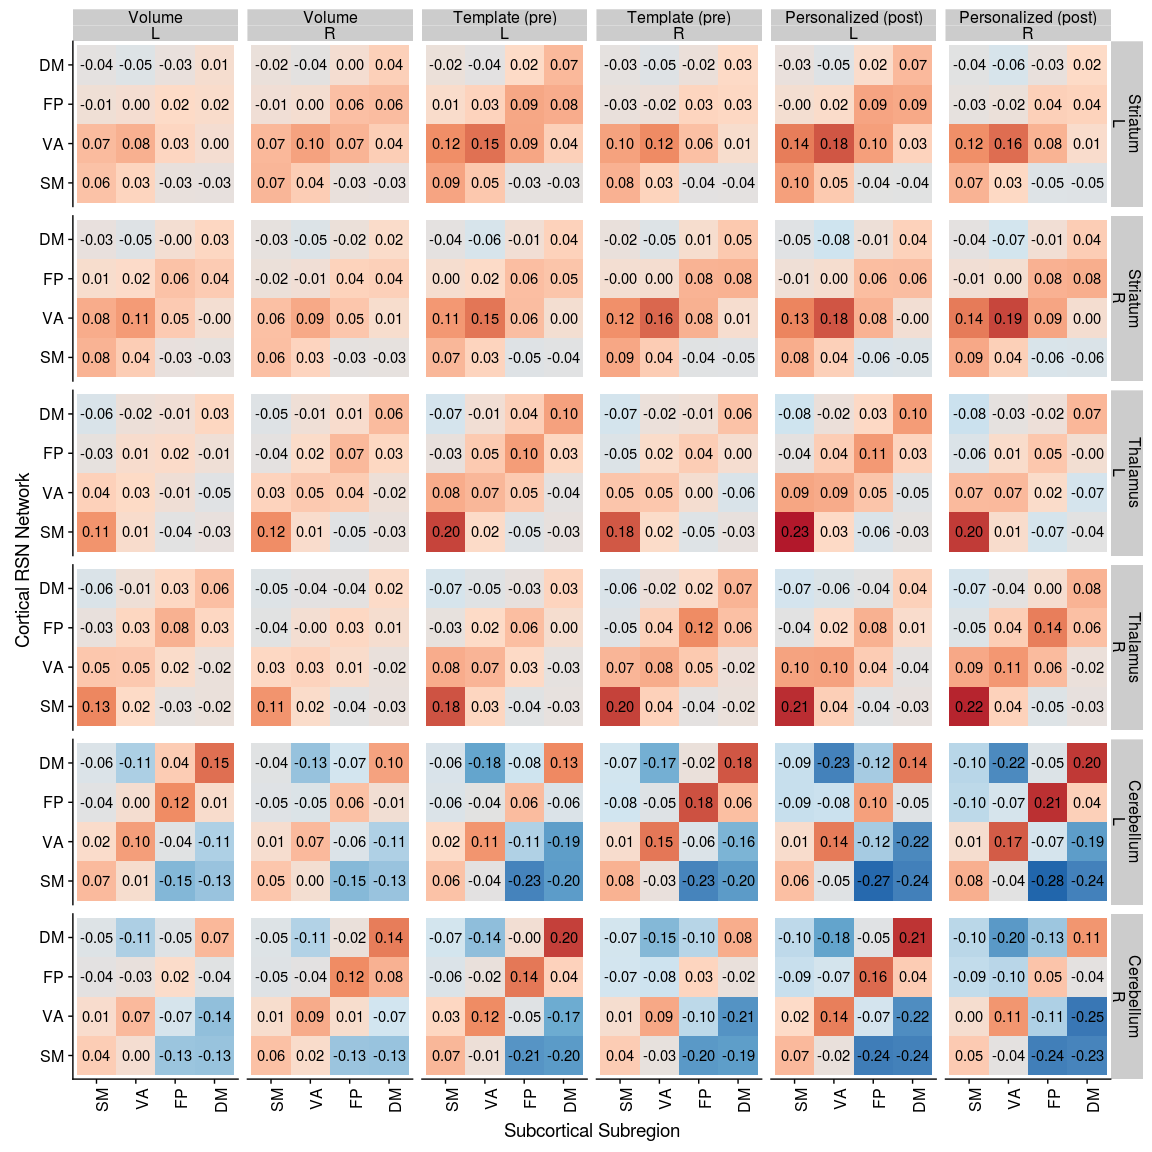 Volume Volume Template (pre) Template (pre) Personalized (post) Personalized (post)
L R L R L R
DM -0.04 -0.05 -0.03 0.01 -0.02 -0.04 0.00 0.04 -0.02 -0.04 0.02 0.07 -0.03 -0.05 -0.02 0.03 -0.03 -0.05 0.02 0.07 -0.04 -0.06 -0.03 0.02
FP -0.01 0.00 0.02 0.02 -0.01 0.00 0.06 0.06 0.01 0.03 0.09 0.08 -0.03 -0.02 0.03 0.03 -0.00 0.02 0.09 0.09 -0.03 -0.02 0.04 0.04
VA 0.07 0.08 0.03 0.00 0.07 0.10 0.07 0.04 0.12 0.15 0.09 0.04 0.10 0.12 0.06 0.01 0.14 0.18 0.10 0.03 0.12 0.16 0.08 0.01
SM 0.06 0.03 -0.03 -0.03 0.07 0.04 -0.03 -0.03 0.09 0.05 -0.03 -0.03 0.08 0.03 -0.04 -0.04 0.10 0.05 -0.04 -0.04 0.07 0.03 -0.05 -0.05
Striatum
L
DM -0.03 -0.05 -0.00 0.03 -0.03 -0.05 -0.02 0.02 -0.04 -0.06 -0.01 0.04 -0.02 -0.05 0.01 0.05 -0.05 -0.08 -0.01 0.04 -0.04 -0.07 -0.01 0.04
FP 0.01 0.02 0.06 0.04 -0.02 -0.01 0.04 0.04 0.00 0.02 0.06 0.05 -0.00 0.00 0.08 0.08 -0.01 0.00 0.06 0.06 -0.01 0.00 0.08 0.08
VA 0.08 0.11 0.05 -0.00 0.06 0.09 0.05 0.01 0.11 0.15 0.06 0.00 0.12 0.16 0.08 0.01 0.13 0.18 0.08 -0.00 0.14 0.19 0.09 0.00
SM 0.08 0.04 -0.03 -0.03 0.06 0.03 -0.03 -0.03 0.07 0.03 -0.05 -0.04 0.09 0.04 -0.04 -0.05 0.08 0.04 -0.06 -0.05 0.09 0.04 -0.06 -0.06
Striatum
R
DM -0.06 -0.02 -0.01 0.03 -0.05 -0.01 0.01 0.06 -0.07 -0.01 0.04 0.10 -0.07 -0.02 -0.01 0.06 -0.08 -0.02 0.03 0.10 -0.08 -0.03 -0.02 0.07
FP -0.03 0.01 0.02 -0.01 -0.04 0.02 0.07 0.03 -0.04 0.05 0.10 0.03 -0.05 0.02 0.04 0.00 -0.04 0.04 0.11 0.03 -0.06 0.01 0.05 -0.00
VA 0.04 0.03 -0.01 -0.05 0.03 0.05 0.04 -0.02 0.08 0.07 0.05 -0.04 0.05 0.05 0.00 -0.06 0.09 0.09 0.05 -0.05 0.07 0.07 0.02 -0.07
SM 0.11 0.01 -0.04 -0.03 0.12 0.01 -0.05 -0.03 0.20 0.02 -0.05 -0.03 0.18 0.02 -0.05 -0.03 0.23 0.03 -0.06 -0.03 0.20 0.01 -0.07 -0.04
Thalamus
L
DM -0.06 -0.01 0.03 0.06 -0.05 -0.04 -0.04 0.02 -0.07 -0.05 -0.03 0.03 -0.06 -0.02 0.02 0.07 -0.07 -0.06 -0.04 0.04 -0.07 -0.04 0.00 0.08
FP -0.03 0.03 0.08 0.03 -0.04 -0.00 0.03 0.01 -0.03 0.02 0.06 0.00 -0.05 0.04 0.12 0.06 -0.04 0.02 0.08 0.01 -0.05 0.04 0.14 0.06
VA 0.05 0.05 0.02 -0.02 0.03 0.03 0.01 -0.02 0.08 0.07 0.03 -0.03 0.07 0.08 0.05 -0.02 0.10 0.10 0.04 -0.04 0.09 0.11 0.06 -0.02
SM 0.13 0.02 -0.03 -0.02 0.11 0.02 -0.04 -0.03 0.18 0.03 -0.04 -0.03 0.20 0.04 -0.04 -0.02 0.21 0.04 -0.04 -0.03 0.22 0.04 -0.05 -0.03
Thalamus
R
DM -0.06 -0.11 0.04 0.15 -0.04 -0.13 -0.07 0.10 -0.06 -0.18 -0.08 0.13 -0.07 -0.17 -0.02 0.18 -0.09 -0.23 -0.12 0.14 -0.10 -0.22 -0.05 0.20
FP -0.04 0.00 0.12 0.01 -0.05 -0.05 0.06 -0.01 -0.06 -0.04 0.06 -0.06 -0.08 -0.05 0.18 0.06 -0.09 -0.08 0.10 -0.05 -0.10 -0.07 0.21 0.04
VA 0.02 0.10 -0.04 -0.11 0.01 0.07 -0.06 -0.11 0.02 0.11 -0.11 -0.19 0.01 0.15 -0.06 -0.16 0.01 0.14 -0.12 -0.22 0.01 0.17 -0.07 -0.19
SM 0.07 0.01 -0.15 -0.13 0.05 0.00 -0.15 -0.13 0.06 -0.04 -0.23 -0.20 0.08 -0.03 -0.23 -0.20 0.06 -0.05 -0.27 -0.24 0.08 -0.04 -0.28 -0.24
Cerebellum
L
DM -0.05 -0.11 -0.05 0.07 -0.05 -0.11 -0.02 0.14 -0.07 -0.14 -0.00 0.20 -0.07 -0.15 -0.10 0.08 -0.10 -0.18 -0.05 0.21 -0.10 -0.20 -0.13 0.11
FP -0.04 -0.03 0.02 -0.04 -0.05 -0.04 0.12 0.08 -0.06 -0.02 0.14 0.04 -0.07 -0.08 0.03 -0.02 -0.09 -0.07 0.16 0.04 -0.09 -0.10 0.05 -0.04
VA 0.01 0.07 -0.07 -0.14 0.01 0.09 0.01 -0.07 0.03 0.12 -0.05 -0.17 0.01 0.09 -0.10 -0.21 0.02 0.14 -0.07 -0.22 0.00 0.11 -0.11 -0.25
SM 0.04 0.00 -0.13 -0.13 0.06 0.02 -0.13 -0.13 0.07 -0.01 -0.21 -0.20 0.04 -0.03 -0.20 -0.19 0.07 -0.02 -0.24 -0.24 0.05 -0.04 -0.24 -0.23
Cerebellum
R
SM VA FP DM SM VA FP DM SM VA FP DM SM VA FP DM SM VA FP DM SM VA FP DM
Subcortical Subregion
Cortical RSN Network